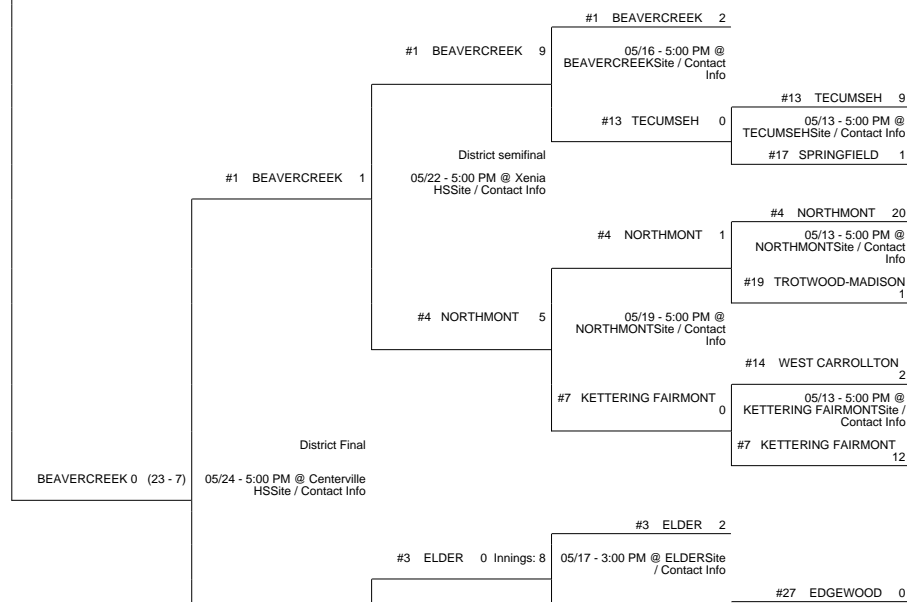 #1 BEAVERCREEK 2
#1 BEAVERCREEK 9
05/16 - 5:00 PM @
BEAVERCREEKSite / Contact
Info
#13 TECUMSEH 9
#13 TECUMSEH 0
05/13 - 5:00 PM @
TECUMSEHSite / Contact Info
#17 SPRINGFIELD 1
District semifinal
#1 BEAVERCREEK 1
05/22 - 5:00 PM @ Xenia
HSSite / Contact Info
#4 NORTHMONT 20
#4 NORTHMONT 1
05/13 - 5:00 PM @
NORTHMONTSite / Contact
Info
#19 TROTWOOD-MADISON
1
#4 NORTHMONT 5
05/19 - 5:00 PM @
NORTHMONTSite / Contact
Info
#14 WEST CARROLLTON
2
#7 KETTERING FAIRMONT
0
05/13 - 5:00 PM @
KETTERING FAIRMONTSite /
Contact Info
#7 KETTERING FAIRMONT
12
District Final
BEAVERCREEK 0 (23 - 7)
05/24 - 5:00 PM @ Centerville
HSSite / Contact Info
#3 ELDER 2
#3 ELDER 0 Innings: 8
05/17 - 3:00 PM @ ELDERSite
/ Contact Info
#27 EDGEWOOD 0